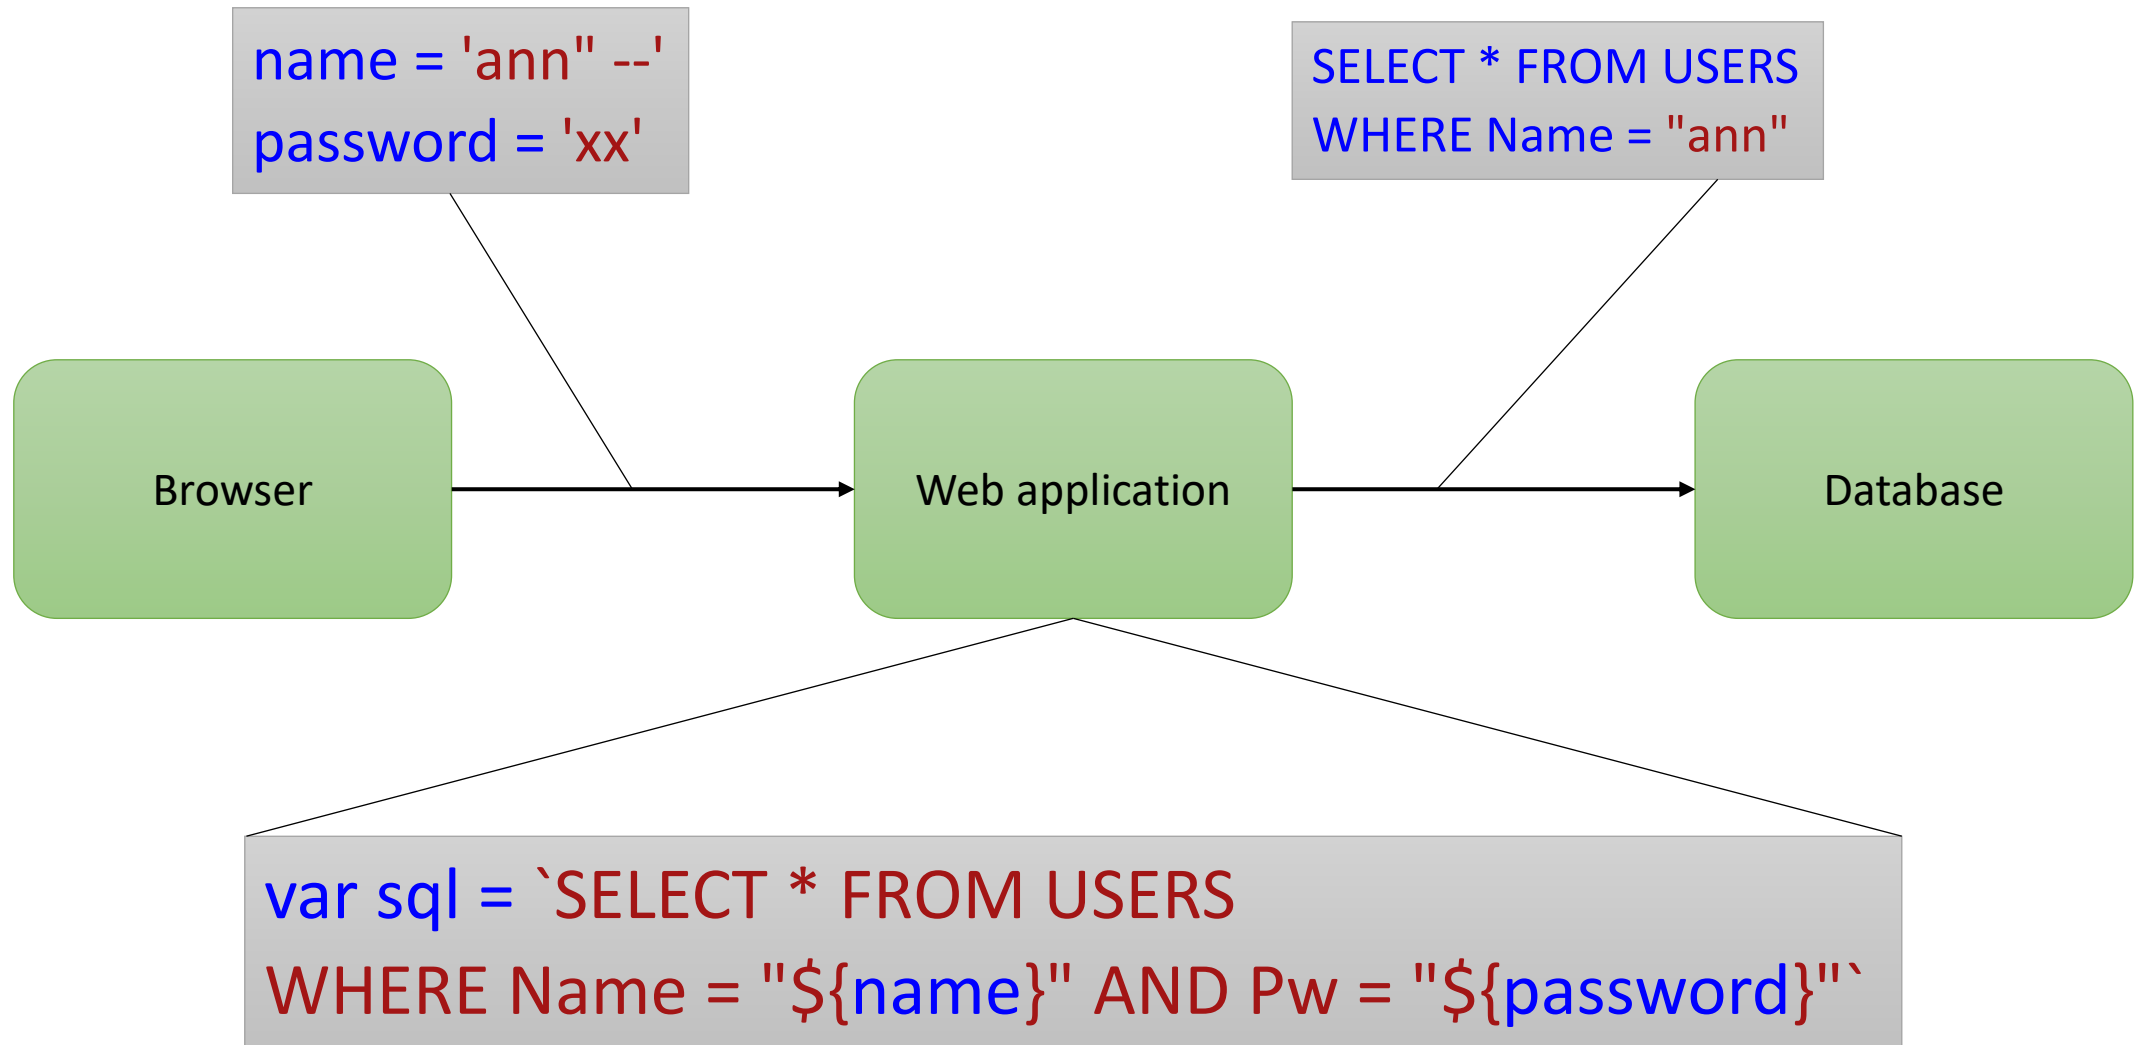 name = 'ann" --'
password = 'xx'
SELECT * FROM USERS
WHERE Name = "ann"
Browser
Web application
Database
var sql = `SELECT * FROM USERS
WHERE Name = "${name}" AND Pw = "${password}"`